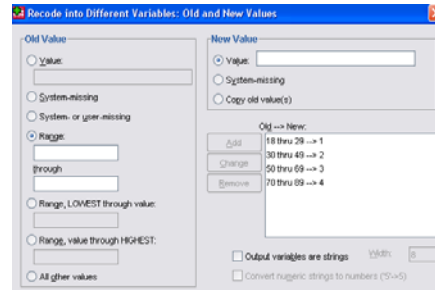 Recode into Different Variables: Old and New Values
Old Value
Value:
System-missing
System- or user-missing
Range:
through
Range, LOWEST through value:
Range, value through HIGHEST:
All other values
New Value
Value:
System-missing
Copy old value(s)
Old --> New:
Add
Change
Remove
18 thru 29 --> 1
30 thru 49 --> 2
50 thru 69 --> 3
70 thru 89 --> 4
Output variables are strings
Width: 8
Convert numeric strings to numbers ('5'->5)